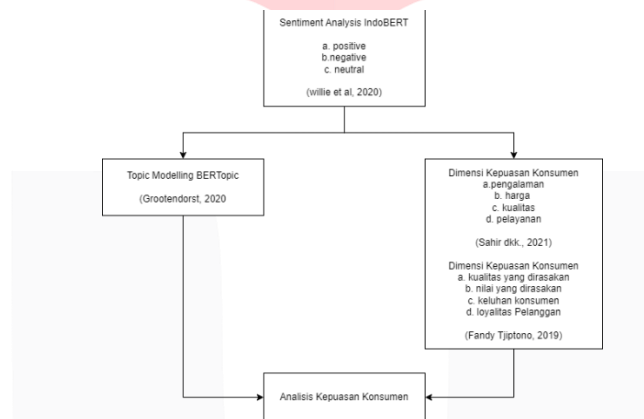 Sentiment Analysis IndoBERT
a. positive
b.negative
c. neutral
(willie et al, 2020)
Topic Modelling BERTopic
(Grootendorst, 2020
Dimensi Kepuasan Konsumen
a.pengalaman
b. harga
c. kualitas
d. pelayanan
(Sahir dkk., 2021)
Dimensi Kepuasan Konsumen
a. kualitas yang dirasakan
b. nilai yang dirasakan
c. keluhan konsumen
d. loyalitas Pelanggan
(Fandy Tjiptono, 2019)
Analisis Kepuasan Konsumen